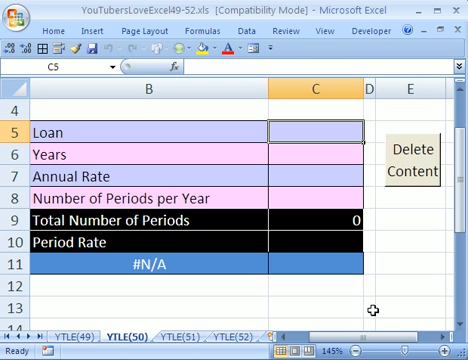 YouTubersLoveExcel49-52.xls [Compatibility Mode] - Microsoft Excel
Home Insert Page Layout Formulas Data Review View Developer
C5 fx
B C D E
4
5 Loan
6 Years
7 Annual Rate
8 Number of Periods per Year
9 Total Number of Periods 0
10 Period Rate
11 #N/A
12
13
14
Delete
Content
YTLE(49) YTLE(50) YTLE(51) YTLE(52)
Ready 145%